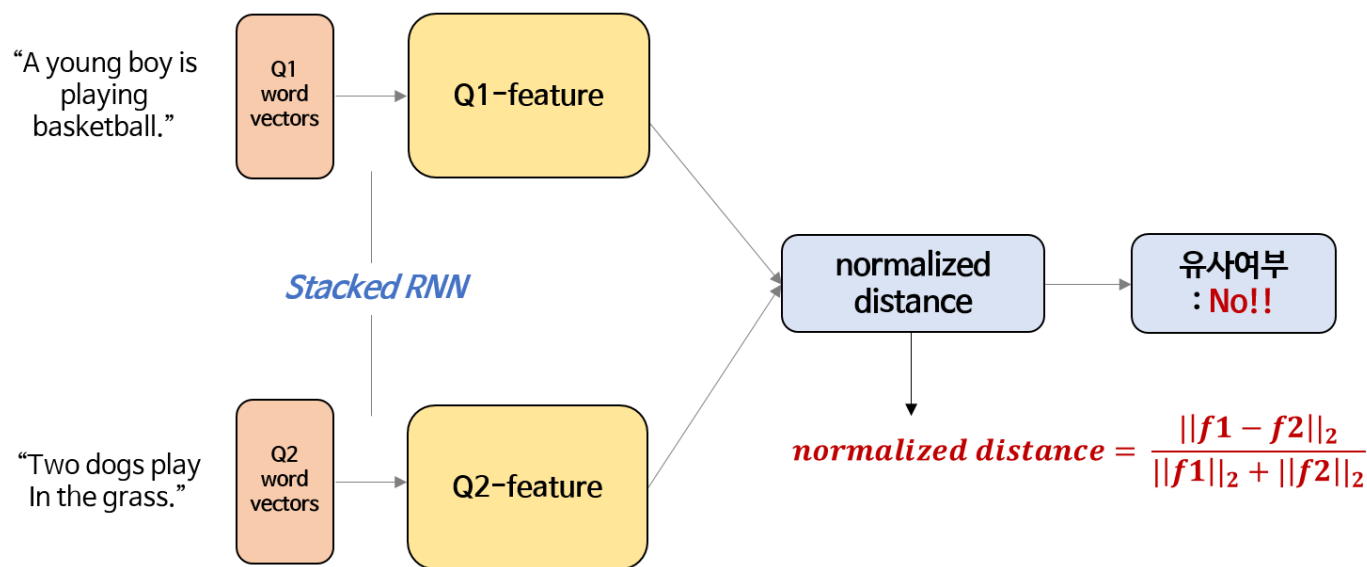 “A young boy is
playing
basketball.”
Q1
word
vectors
Q1-feature
Stacked RNN
normalized
distance
유사여부
: No!!
“Two dogs play
In the grass.”
Q2
word
vectors
Q2-feature
normalized distance = ||f1 − f2||₂ / ||f1||₂ + ||f2||₂